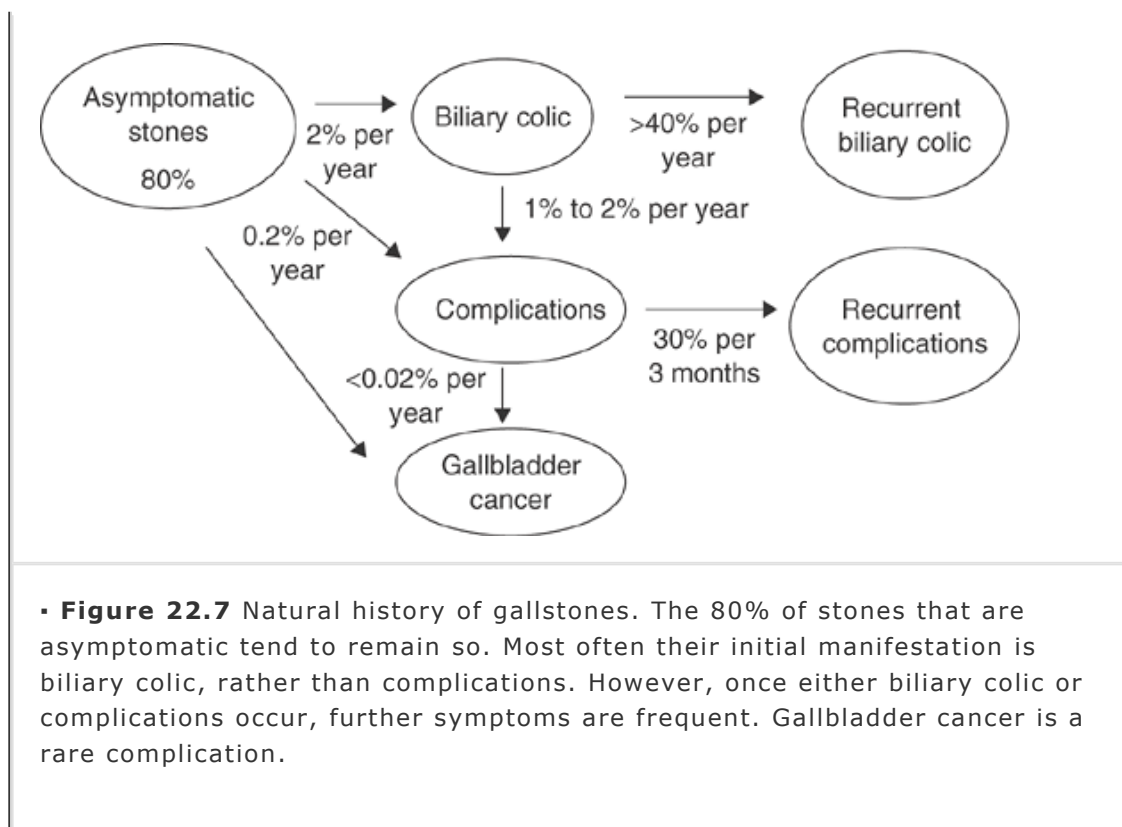 Asymptomatic
stones
80%
2% per
year
Biliary colic
>40% per
year
Recurrent
biliary colic
1% to 2% per year
0.2% per
year
Complications
30% per
3 months
Recurrent
complications
<0.02% per
year
Gallbladder
cancer
▪ Figure 22.7 Natural history of gallstones. The 80% of stones that are
asymptomatic tend to remain so. Most often their initial manifestation is
biliary colic, rather than complications. However, once either biliary colic or
complications occur, further symptoms are frequent. Gallbladder cancer is a
rare complication.